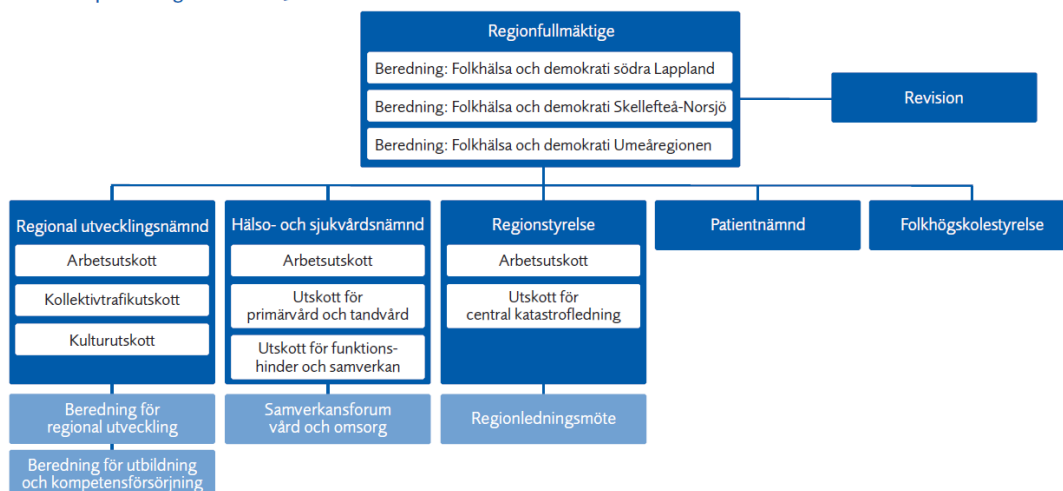 Regionfullmäktige
Beredning: Folkhälsa och demokrati södra Lappland
Beredning: Folkhälsa och demokrati Skellefteå-Norsjö
Beredning: Folkhälsa och demokrati Umeåregionen
Revision
Regional utvecklingsnämnd
Arbetsutskott
Kollektivtrafikutskott
Kulturutskott
Beredning för
regional utveckling
Beredning för utbildning
och kompetensförsörjning
Hälso- och sjukvårdsnämnd
Arbetsutskott
Utskott för
primärvård och tandvård
Utskott för funktions-
hinder och samverkan
Samverkansforum
vård och omsorg
Regionstyrelse
Arbetsutskott
Utskott för
central katastrofledning
Regionledningsmöte
Patientnämnd
Folkhögskolestyrelse